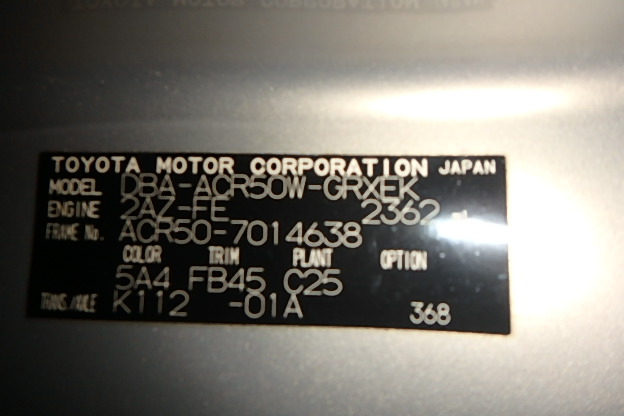 TOYOTA MOTOR CORPORATION JAPAN
MODEL DBA-ACR50W-GRXEK
ENGINE 2AZ-FE 2362
FRAME No. ACR50-7014638
COLOR TRIM PLANT OPTION
5A4 FB45 C25
TRANS./AXLE K112 -01A 368